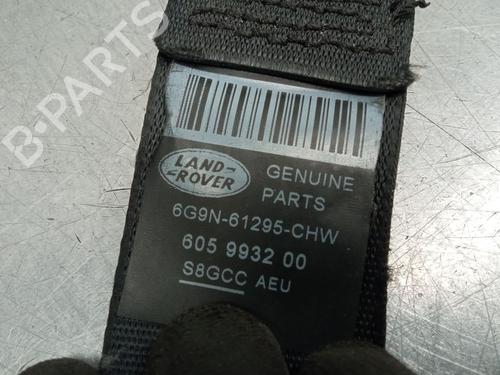 B-PARTS
LAND-
ROVER
GENUINE
PARTS
6G9N-61295-CHW
605 9932 00
S8GCC AEU